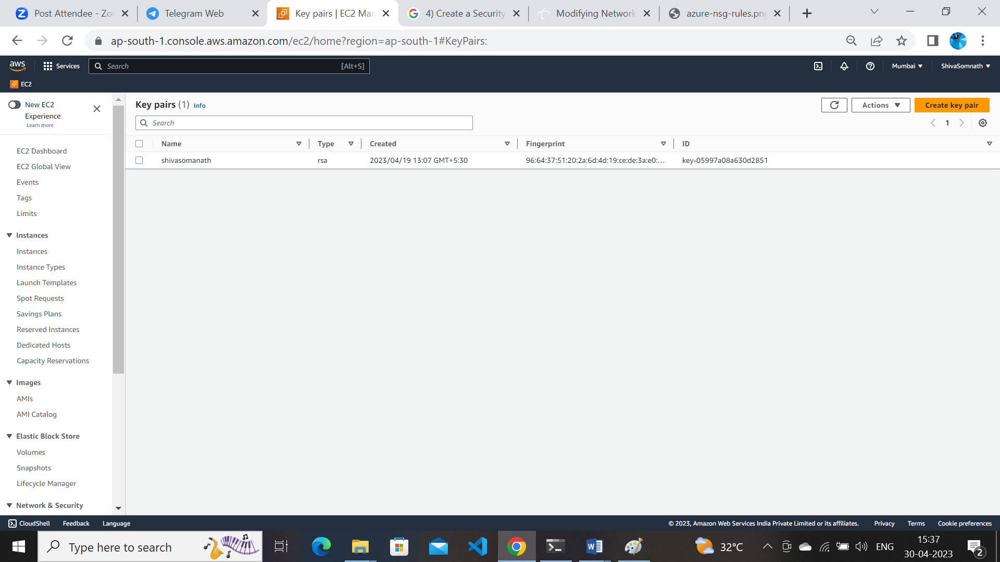 Post Attendee - Zoo
Telegram Web
Key pairs | EC2 Man
4) Create a Security
Modifying Network
azure-nsg-rules.png
ap-south-1.console.aws.amazon.com/ec2/home?region=ap-south-1#KeyPairs:
aws
Services
Search
[Alt+S]
Mumbai
ShivaSomnath
EC2
New EC2
Experience
Learn more
EC2 Dashboard
EC2 Global View
Events
Tags
Limits
Instances
Instances
Instance Types
Launch Templates
Spot Requests
Savings Plans
Reserved Instances
Dedicated Hosts
Capacity Reservations
Images
AMIs
AMI Catalog
Elastic Block Store
Volumes
Snapshots
Lifecycle Manager
Network & Security
Key pairs (1) Info
Actions
Create key pair
Search
1
Name Type Created Fingerprint ID
shivasomanath rsa 2023/04/19 13:07 GMT+5:30 96:64:37:51:20:2a:6d:4d:19:ce:de:3a:e0:... key-05997a08a630d2851
CloudShell Feedback Language
© 2023, Amazon Web Services India Private Limited or its affiliates. Privacy Terms Cookie preferences
Type here to search
32°C
ENG
15:37
30-04-2023
2